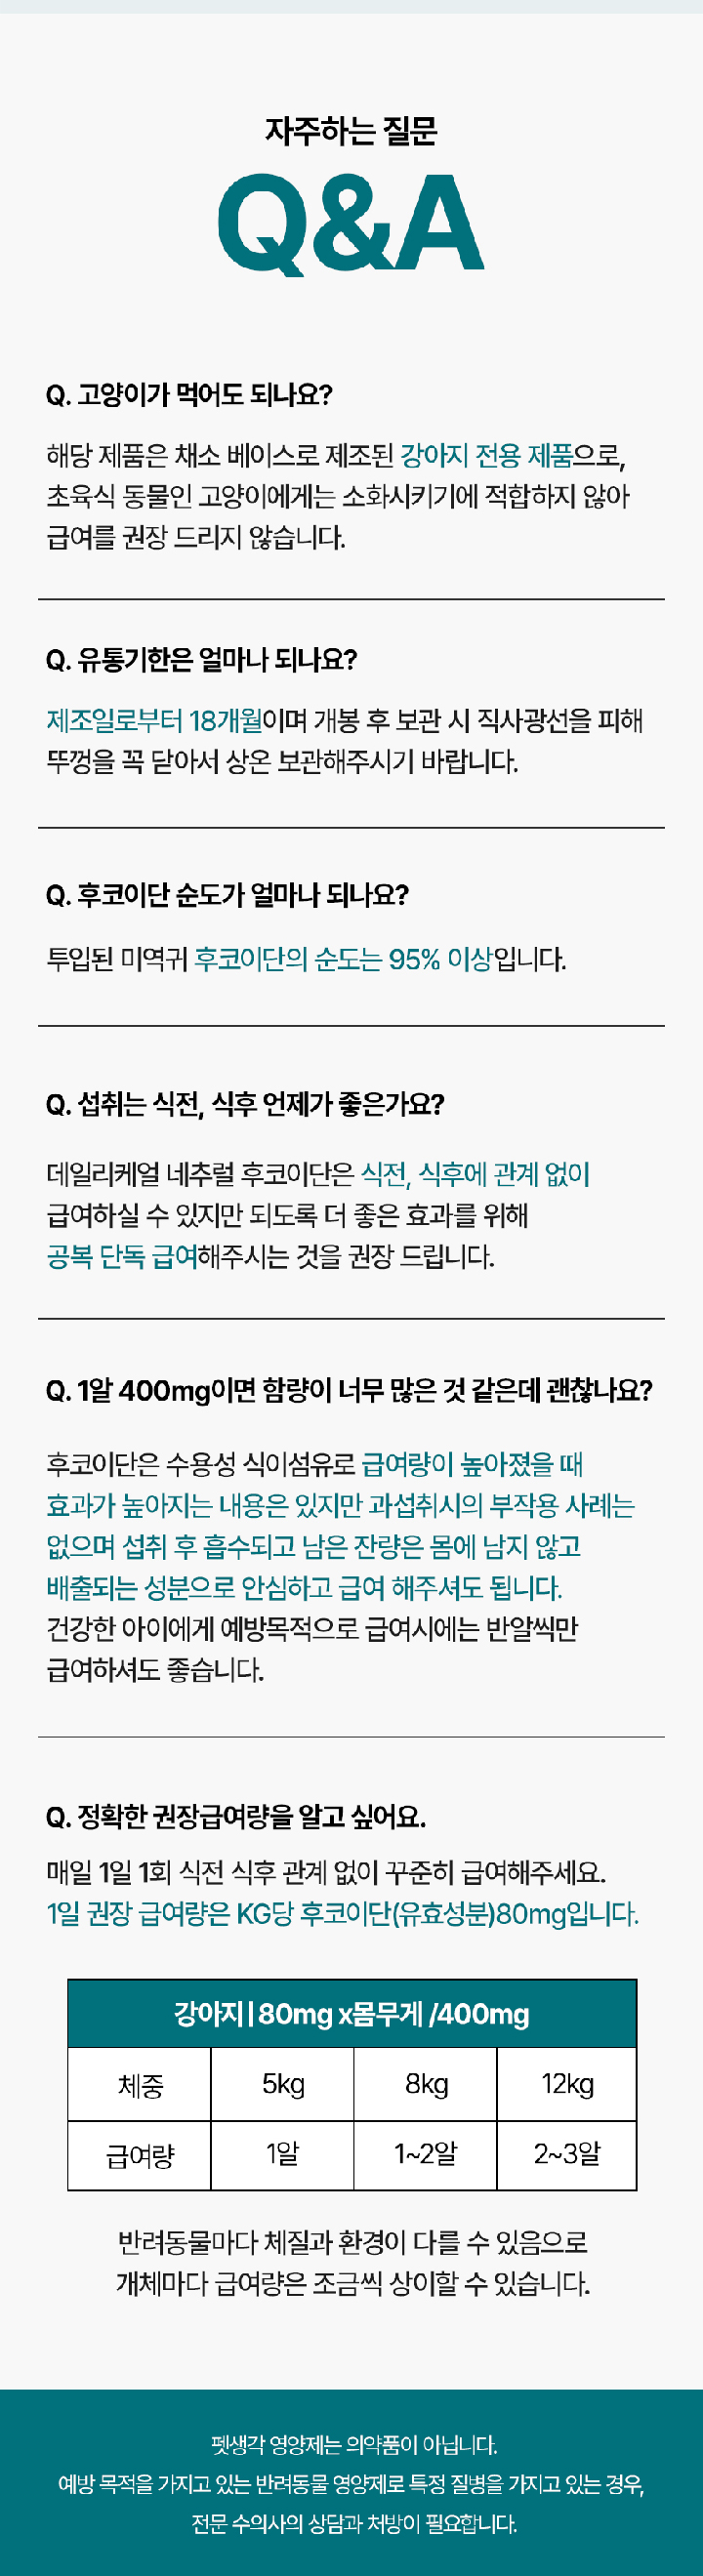 자주하는 질문
Q&A
Q. 고양이가 먹어도 되나요?
해당 제품은 채소 베이스로 제조된 강아지 전용 제품으로,
초육식 동물인 고양이에게는 소화시키기에 적합하지 않아
급여를 권장 드리지 않습니다.
Q. 유통기한은 얼마나 되나요?
제조일로부터 18개월이며 개봉 후 보관 시 직사광선을 피해
뚜껑을 꼭 닫아서 상온 보관해주시기 바랍니다.
Q. 후코이단 순도가 얼마나 되나요?
투입된 미역귀 후코이단의 순도는 95% 이상입니다.
Q. 섭취는 식전, 식후 언제가 좋은가요?
데일리케얼 네추럴 후코이단은 식전, 식후에 관계 없이
급여하실 수 있지만 되도록 더 좋은 효과를 위해
공복 단독 급여해주시는 것을 권장 드립니다.
Q. 1알 400mg이면 함량이 너무 많은 것 같은데 괜찮나요?
후코이단은 수용성 식이섬유로 급여량이 높아졌을 때
효과가 높아지는 내용은 있지만 과섭취시의 부작용 사례는
없으며 섭취 후 흡수되고 남은 잔량은 몸에 남지 않고
배출되는 성분으로 안심하고 급여 해주셔도 됩니다.
건강한 아이에게 예방목적으로 급여시에는 반알씩만
급여하셔도 좋습니다.
Q. 정확한 권장급여량을 알고 싶어요.
매일 1일 1회 식전 식후 관계 없이 꾸준히 급여해주세요.
1일 권장 급여량은 KG당 후코이단(유효성분)80mg입니다.
강아지 | 80mg x몸무게 /400mg
체중 5kg 8kg 12kg
급여량 1알 1~2알 2~3알
반려동물마다 체질과 환경이 다를 수 있음으로
개체마다 급여량은 조금씩 상이할 수 있습니다.
펫생각 영양제는 의약품이 아닙니다.
예방 목적을 가지고 있는 반려동물 영양제로 특정 질병을 가지고 있는 경우,
전문 수의사의 상담과 처방이 필요합니다.